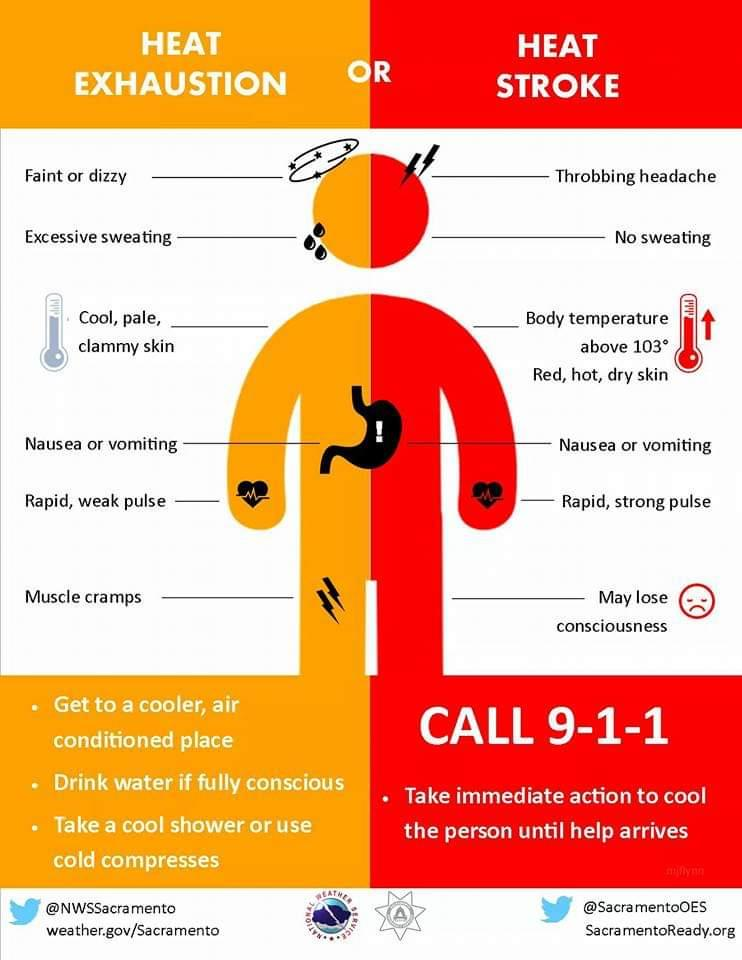 HEAT
EXHAUSTION
OR
HEAT
STROKE
Faint or dizzy
Throbbing headache
Excessive sweating
No sweating
Cool, pale,
clammy skin
Body temperature
above 103°
Red, hot, dry skin
!
Nausea or vomiting
Nausea or vomiting
Rapid, weak pulse
Rapid, strong pulse
Muscle cramps
May lose
consciousness
• Get to a cooler, air
conditioned place
• Drink water if fully conscious
• Take a cool shower or use
cold compresses
CALL 9-1-1
• Take immediate action to cool
the person until help arrives
mjflynn
@NWSSacramento
weather.gov/Sacramento
NATIONAL WEATHER SERVICE
@SacramentoOES
SacramentoReady.org